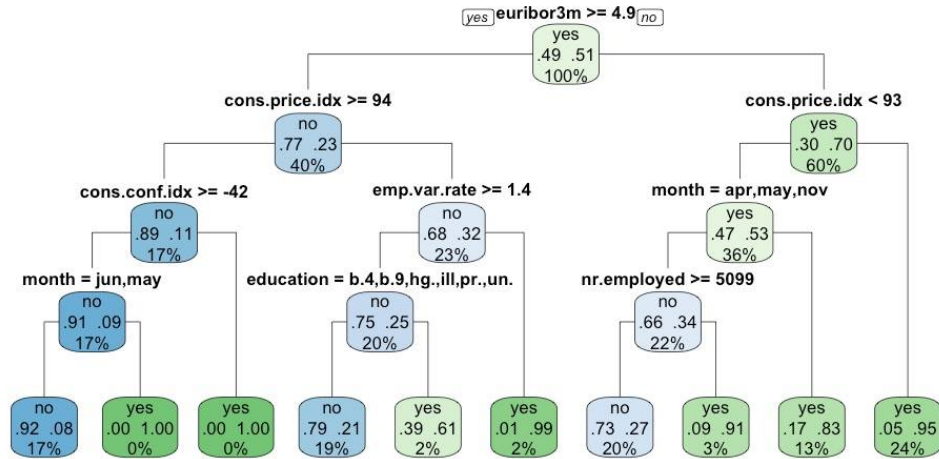 yes euribor3m >= 4.9 no
yes
.49 .51
100%
cons.price.idx >= 94
cons.price.idx < 93
no
.77 .23
40%
yes
.30 .70
60%
cons.conf.idx >= -42
emp.var.rate >= 1.4
month = apr,may,nov
no
.89 .11
17%
no
.68 .32
23%
yes
.47 .53
36%
month = jun,may
education = b.4,b.9,hg.,ill,pr.,un.
nr.employed >= 5099
no
.91 .09
17%
no
.75 .25
20%
no
.66 .34
22%
no
.92 .08
17%
yes
.00 1.00
0%
yes
.00 1.00
0%
no
.79 .21
19%
yes
.39 .61
2%
yes
.01 .99
2%
no
.73 .27
20%
yes
.09 .91
3%
yes
.17 .83
13%
yes
.05 .95
24%